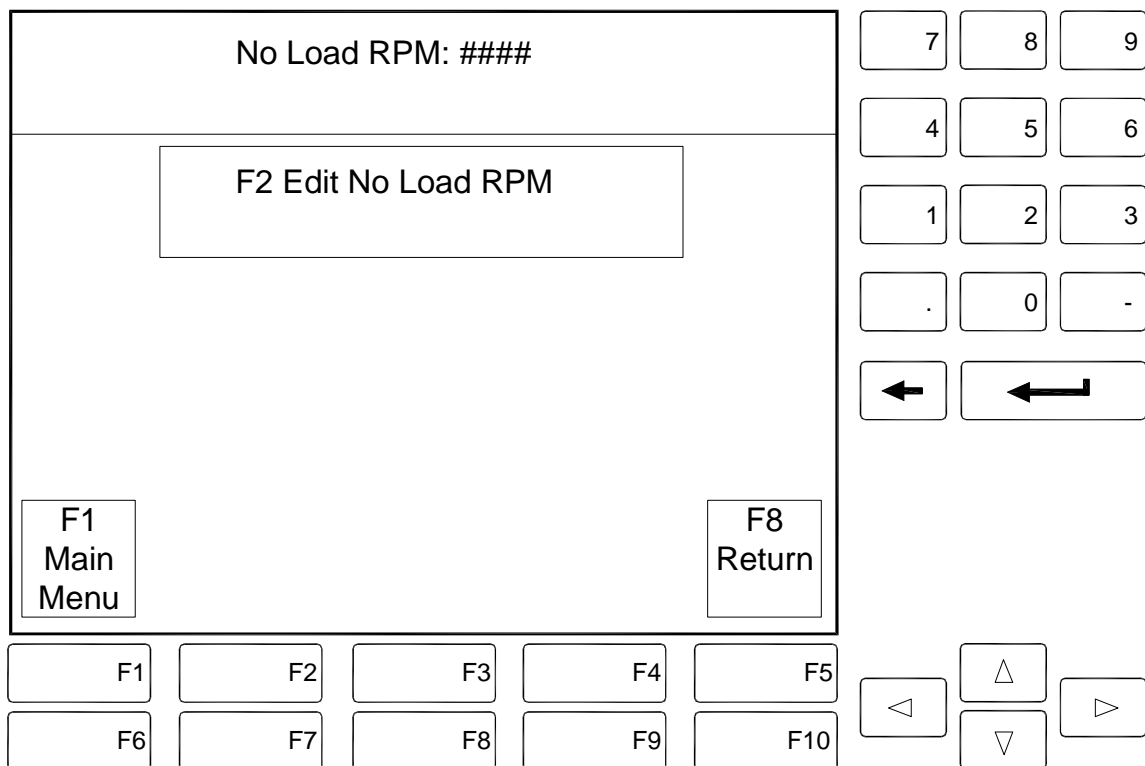 No Load RPM: ####
F2 Edit No Load RPM
F1
Main
Menu
F8
Return
F1 F2 F3 F4 F5
F6 F7 F8 F9 F10
7 8 9
4 5 6
1 2 3
. 0 -